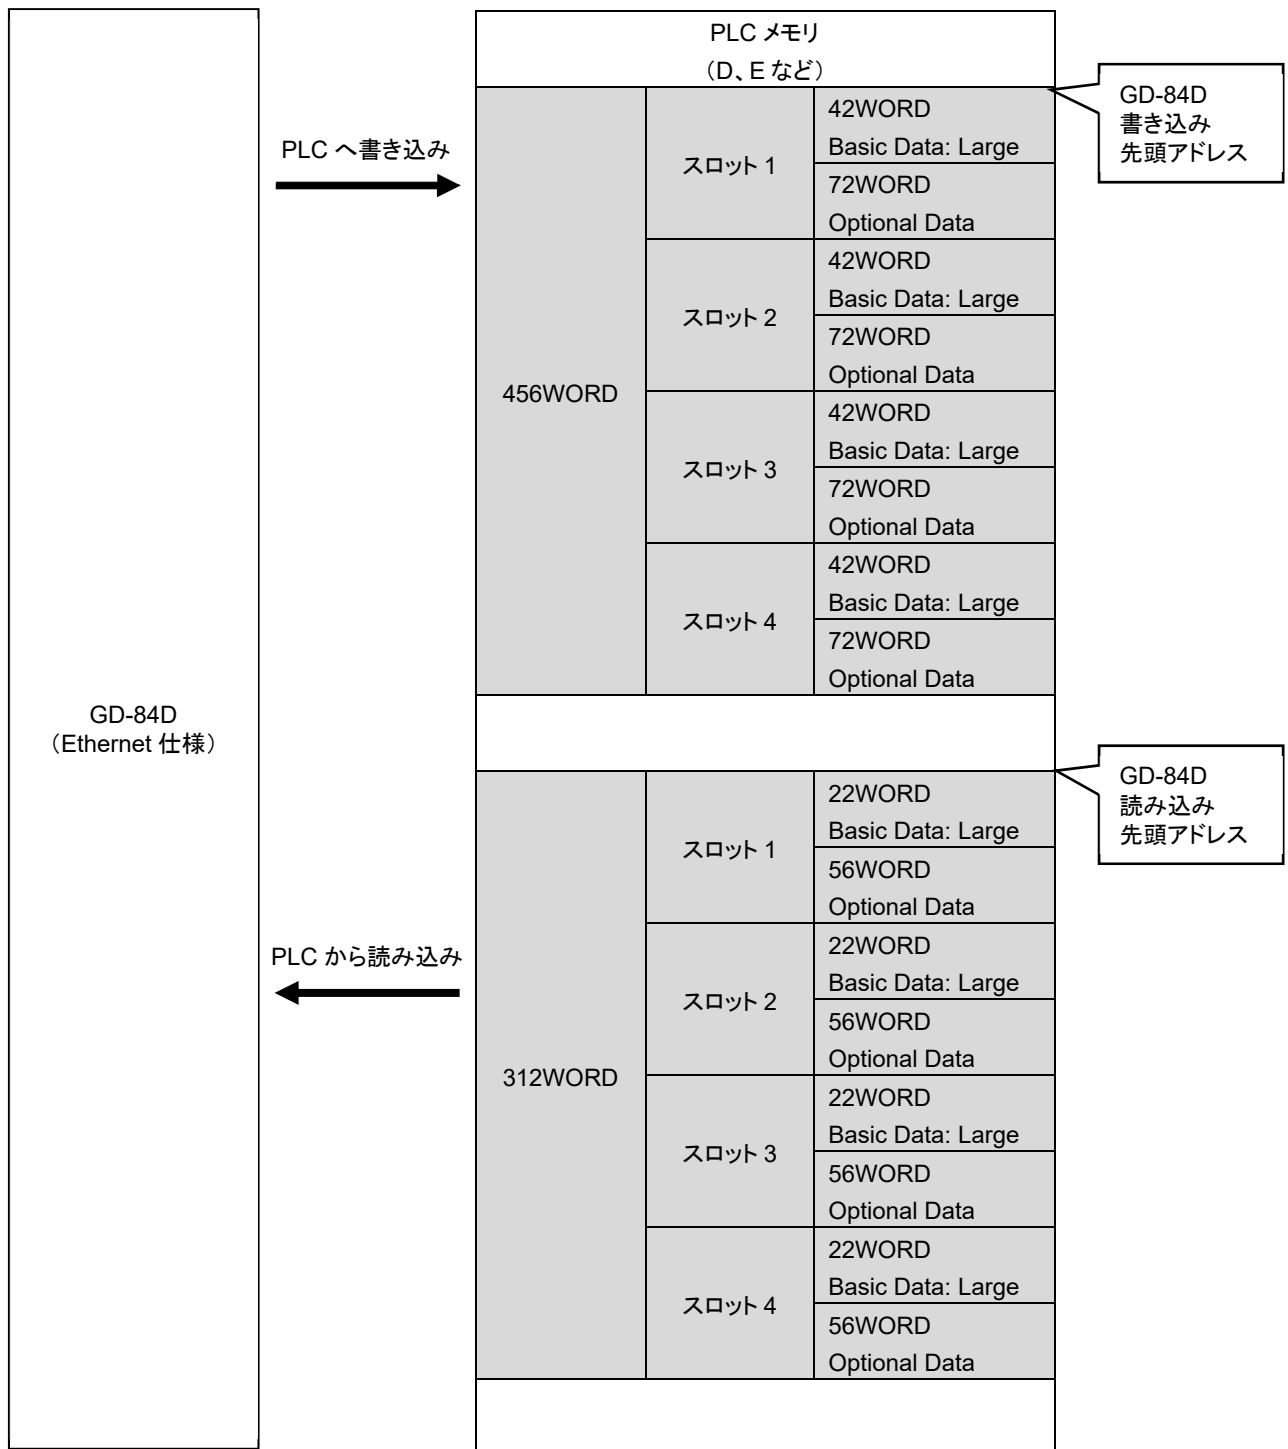 PLC メモリ
（D、E など）
GD-84D
書き込み
先頭アドレス
PLC へ書き込み
456WORD
スロット 1
42WORD
Basic Data: Large
72WORD
Optional Data
スロット 2
42WORD
Basic Data: Large
72WORD
Optional Data
スロット 3
42WORD
Basic Data: Large
72WORD
Optional Data
スロット 4
42WORD
Basic Data: Large
72WORD
Optional Data
GD-84D
（Ethernet 仕様）
GD-84D
読み込み
先頭アドレス
PLC から読み込み
312WORD
スロット 1
22WORD
Basic Data: Large
56WORD
Optional Data
スロット 2
22WORD
Basic Data: Large
56WORD
Optional Data
スロット 3
22WORD
Basic Data: Large
56WORD
Optional Data
スロット 4
22WORD
Basic Data: Large
56WORD
Optional Data